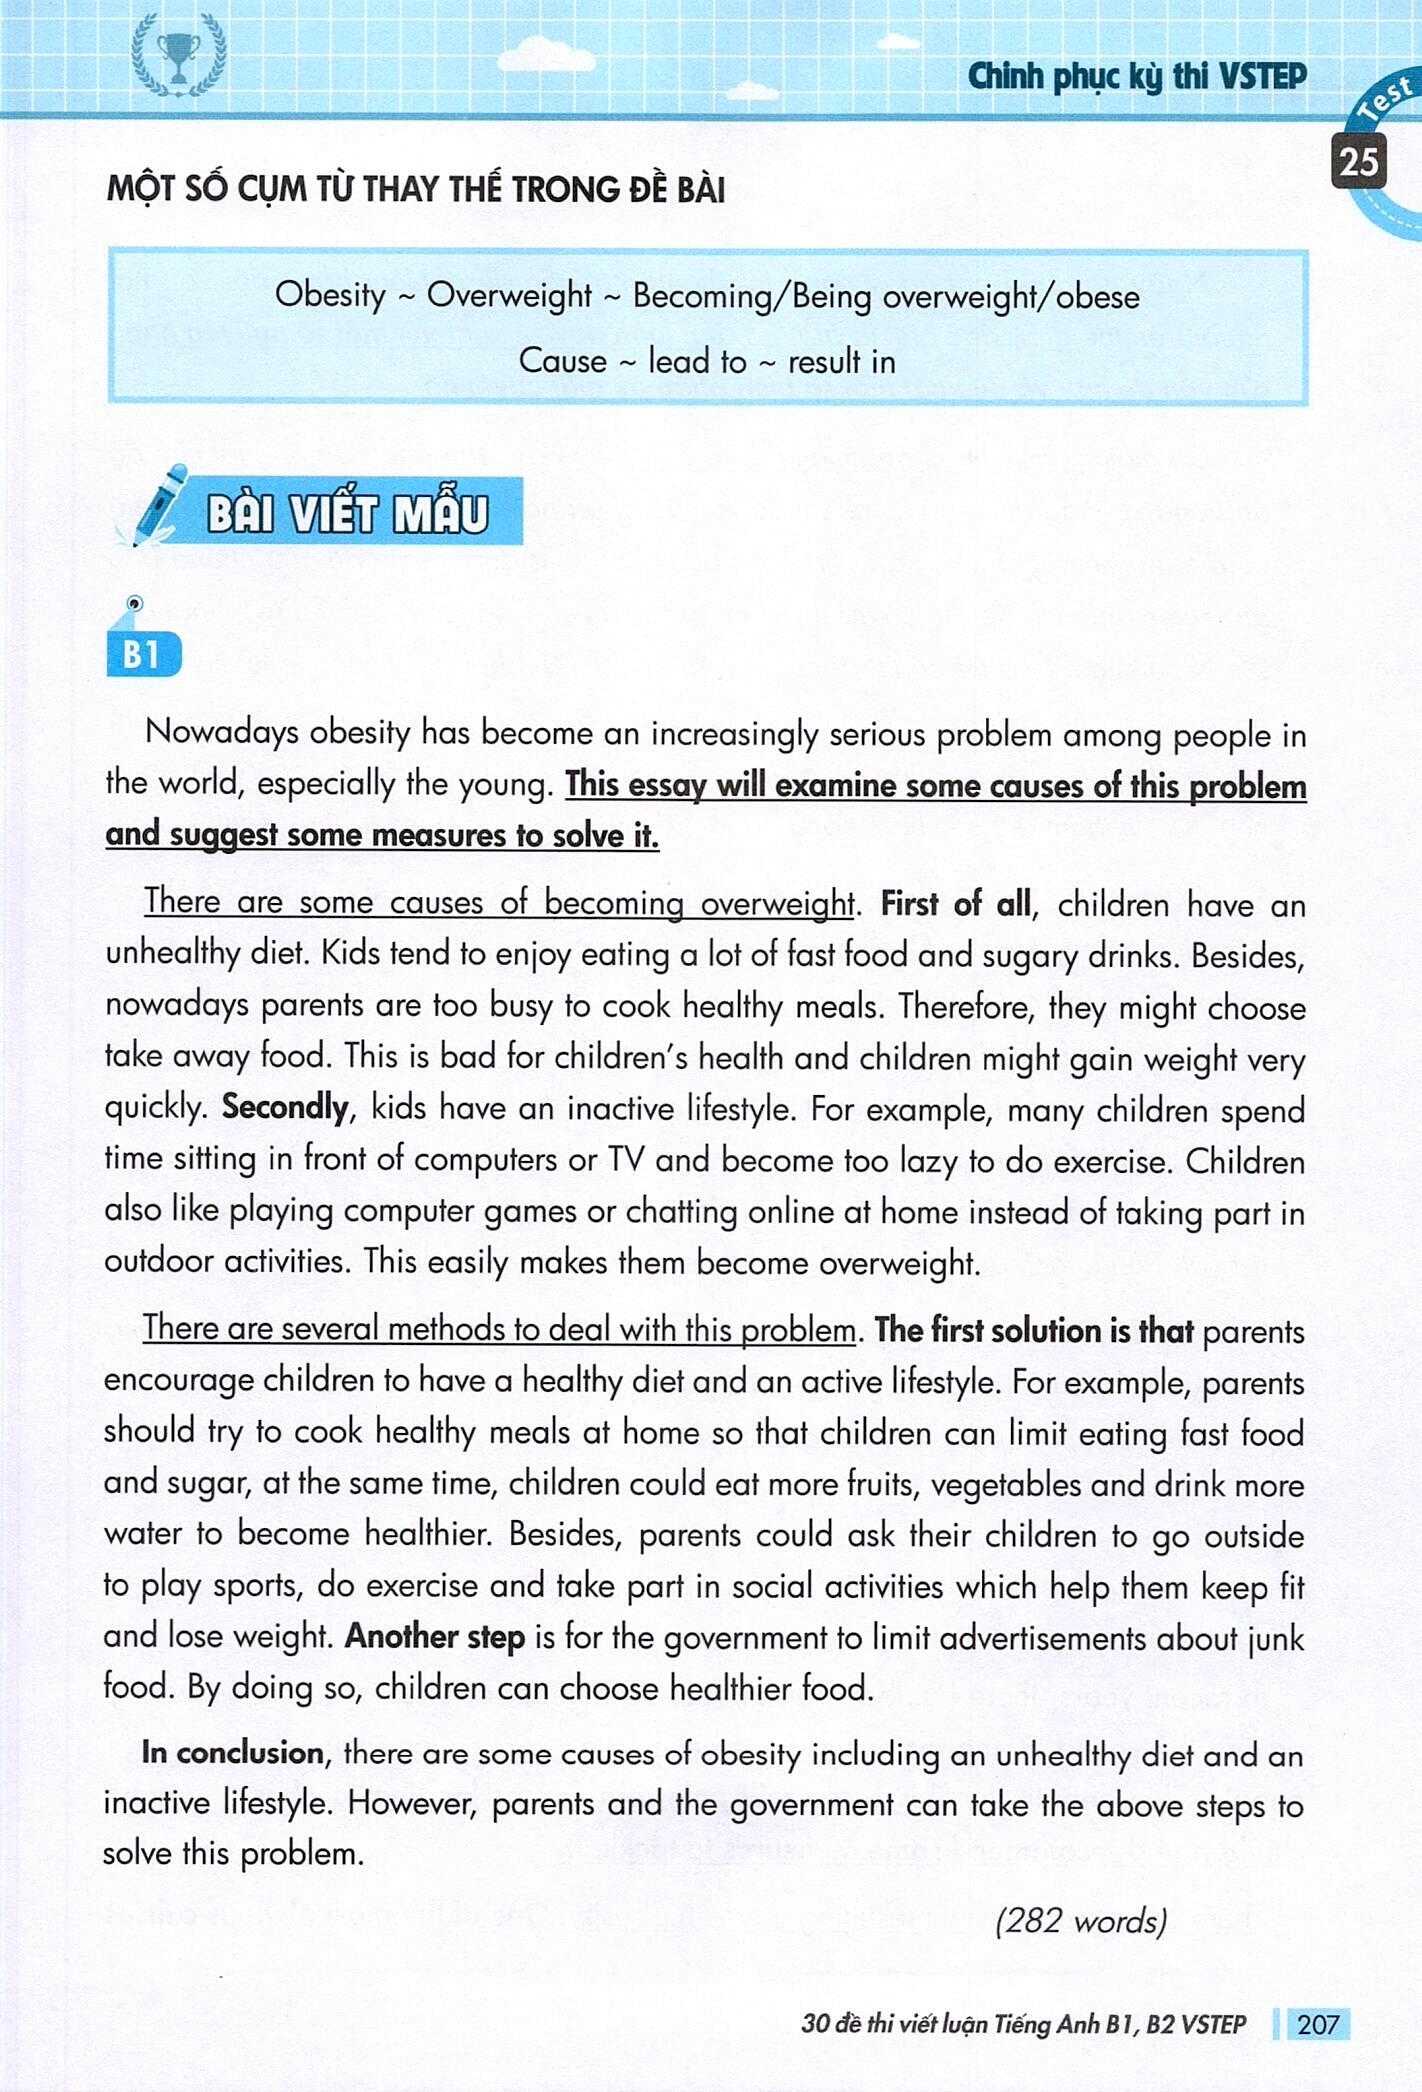 Chinh phục kỳ thi VSTEP
Test
25
MỘT SỐ CỤM TỪ THAY THẾ TRONG ĐỀ BÀI
Obesity ~ Overweight ~ Becoming/Being overweight/obese
Cause ~ lead to ~ result in
BÀI VIẾT MẪU
B1
Nowadays obesity has become an increasingly serious problem among people in
the world, especially the young. This essay will examine some causes of this problem
and suggest some measures to solve it.
There are some causes of becoming overweight. First of all, children have an
unhealthy diet. Kids tend to enjoy eating a lot of fast food and sugary drinks. Besides,
nowadays parents are too busy to cook healthy meals. Therefore, they might choose
take away food. This is bad for children's health and children might gain weight very
quickly. Secondly, kids have an inactive lifestyle. For example, many children spend
time sitting in front of computers or TV and become too lazy to do exercise. Children
also like playing computer games or chatting online at home instead of taking part in
outdoor activities. This easily makes them become overweight.
There are several methods to deal with this problem. The first solution is that parents
encourage children to have a healthy diet and an active lifestyle. For example, parents
should try to cook healthy meals at home so that children can limit eating fast food
and sugar, at the same time, children could eat more fruits, vegetables and drink more
water to become healthier. Besides, parents could ask their children to go outside
to play sports, do exercise and take part in social activities which help them keep fit
and lose weight. Another step is for the government to limit advertisements about junk
food. By doing so, children can choose healthier food.
In conclusion, there are some causes of obesity including an unhealthy diet and an
inactive lifestyle. However, parents and the government can take the above steps to
solve this problem.
(282 words)
30 đề thi viết luận Tiếng Anh B1, B2 VSTEP
207